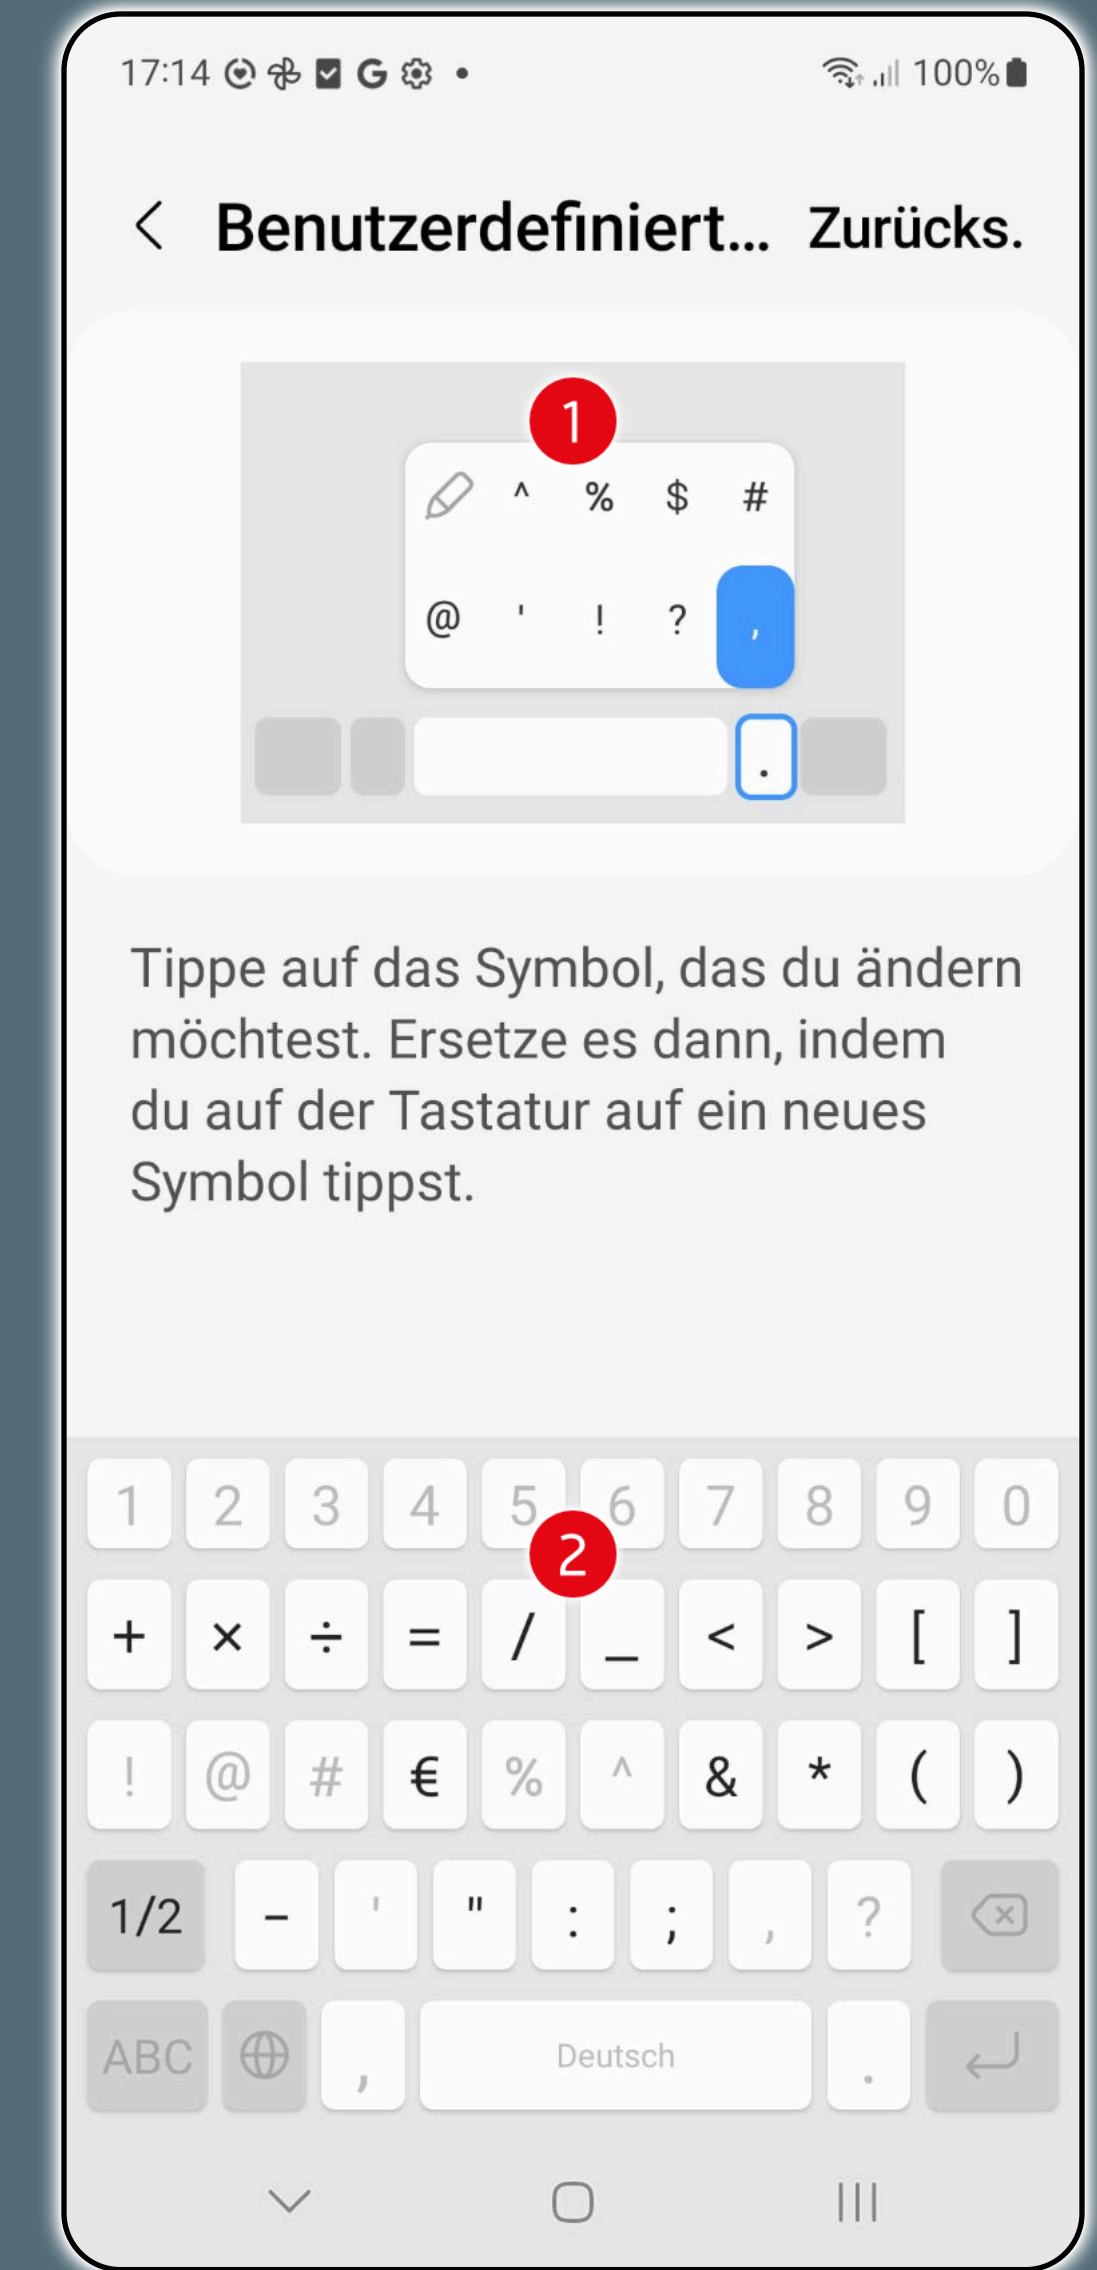 17:14 G 100%
Benutzerdefiniert... Zurücks.
1
^ % $ #
@ ' ! ? ,
.
Tippe auf das Symbol, das du ändern
möchtest. Ersetze es dann, indem
du auf der Tastatur auf ein neues
Symbol tippst.
1 2 3 4 5 6 7 8 9 0
2
+ × ÷ = / _ < > [ ]
! @ # € % ^ & * ( )
1/2 - ' " : ; , ?
ABC , Deutsch .